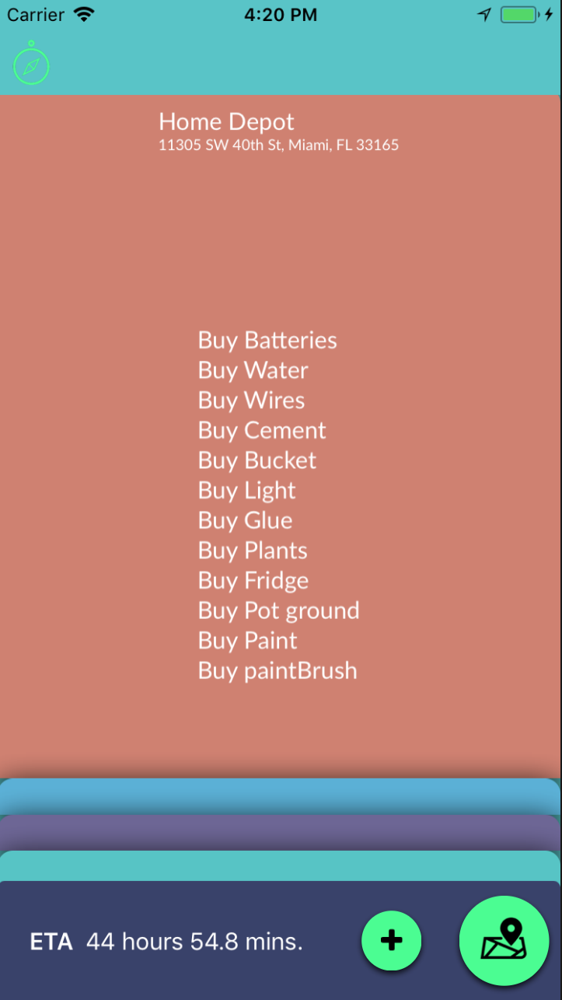 Carrier 4:20 PM
Home Depot
11305 SW 40th St, Miami, FL 33165
Buy Batteries
Buy Water
Buy Wires
Buy Cement
Buy Bucket
Buy Light
Buy Glue
Buy Plants
Buy Fridge
Buy Pot ground
Buy Paint
Buy paintBrush
ETA 44 hours 54.8 mins.